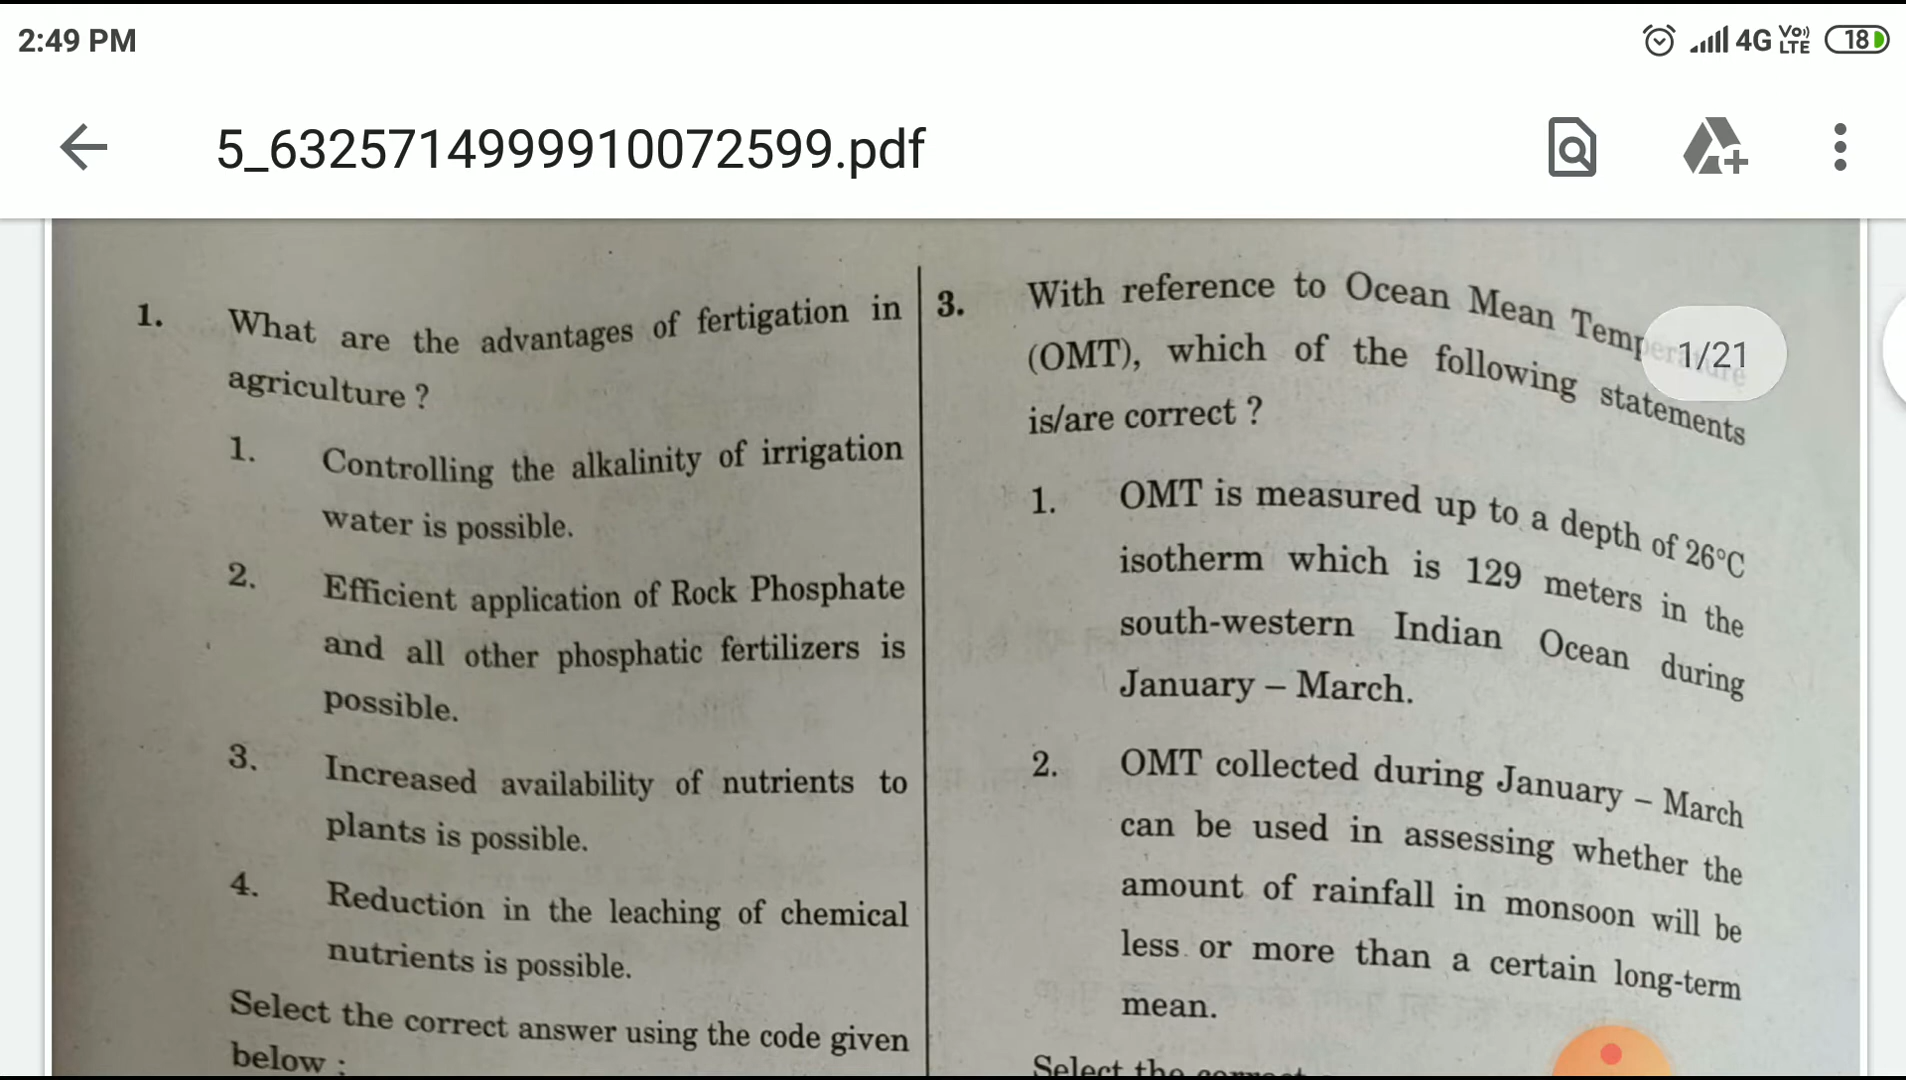 2:49 PM
4G VoLTE 18
5_6325714999910072599.pdf
1/21
1. What are the advantages of fertigation in
agriculture ?
1. Controlling the alkalinity of irrigation
water is possible.
2. Efficient application of Rock Phosphate
and all other phosphatic fertilizers is
possible.
3. Increased availability of nutrients to
plants is possible.
4. Reduction in the leaching of chemical
nutrients is possible.
Select the correct answer using the code given
below :
3. With reference to Ocean Mean Temperature
(OMT), which of the following statements
is/are correct ?
1. OMT is measured up to a depth of 26°C
isotherm which is 129 meters in the
south-western Indian Ocean during
January – March.
2. OMT collected during January – March
can be used in assessing whether the
amount of rainfall in monsoon will be
less or more than a certain long-term
mean.
Select the correct